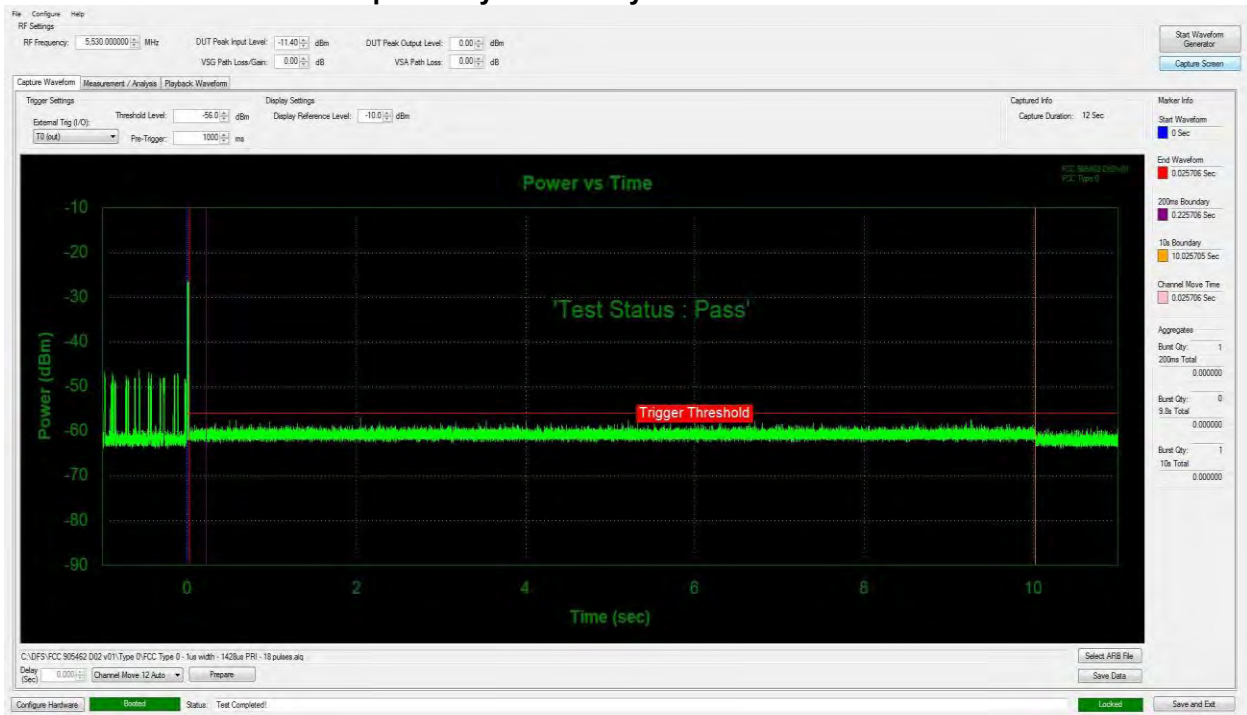 File Configure Help
RF Settings
RF Frequency: 5,530.000000 MHz DUT Peak Input Level: -11.40 dBm DUT Peak Output Level: 0.00 dBm
VSG Path Loss/Gain: 0.00 dB VSA Path Loss: 0.00 dB
Start Waveform
Generator
Capture Screen
Capture Waveform Measurement / Analysis Playback Waveform
Trigger Settings Display Settings
External Trig (I/O): Threshold Level: -56.0 dBm Display Reference Level: -10.0 dBm
T0 (out) Pre-Trigger: 1000 ms
Captured Info
Capture Duration: 12 Sec
Power vs Time
FCC 905462 D02 v01
FCC Type 0
'Test Status : Pass'
Trigger Threshold
Power (dBm)
-10
-20
-30
-40
-50
-60
-70
-80
-90
0 2 4 6 8 10
Time (sec)
Marker Info
Start Waveform
0 Sec
End Waveform
0.025706 Sec
200ms Boundary
0.225706 Sec
10s Boundary
10.025705 Sec
Channel Move Time
0.025706 Sec
Aggregates
Burst Qty: 1
200ms Total
0.000000
Burst Qty: 0
9.8s Total
0.000000
Burst Qty: 1
10s Total
0.000000
C:\DFS\FCC 905462 D02 v01\Type 0\FCC Type 0 - 1us width - 1428us PRI - 18 pulses.aiq
Select ARB File
Delay
(Sec) 0.000 Channel Move 12 Auto Prepare
Save Data
Configure Hardware Booted Status: Test Completed! Locked Save and Exit